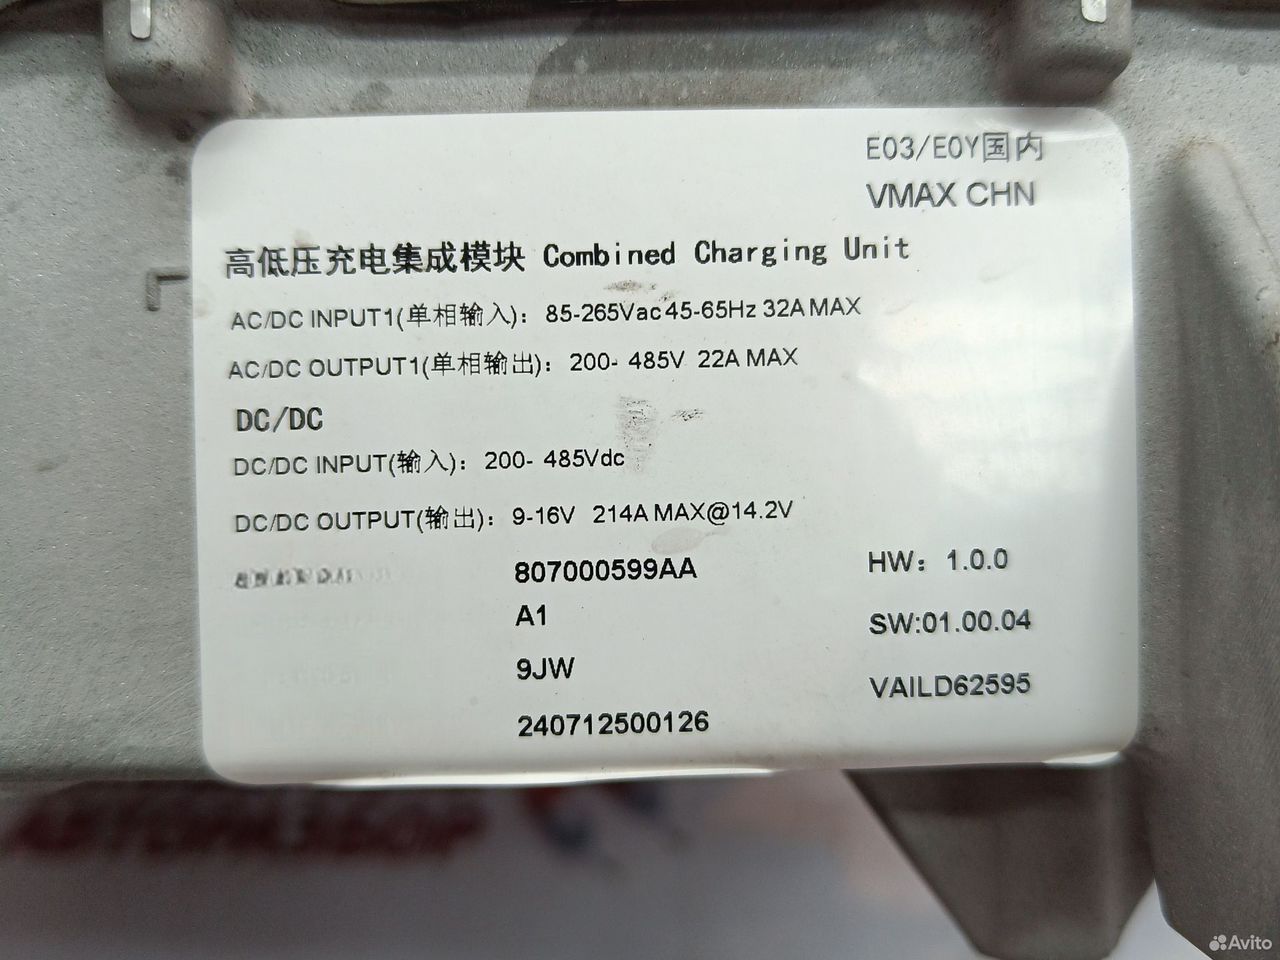 E03/E0Y国内
VMAX CHN
高低压充电集成模块 Combined Charging Unit
AC/DC INPUT1(单相输入): 85-265Vac 45-65Hz 32A MAX
AC/DC OUTPUT1(单相输出): 200- 485V 22A MAX
DC/DC
DC/DC INPUT(输入): 200- 485Vdc
DC/DC OUTPUT(输出): 9-16V 214A MAX@14.2V
807000599AA
HW: 1.0.0
A1
SW:01.00.04
9JW
VAILD62595
240712500126
АВТОРАЗБОР
Avito